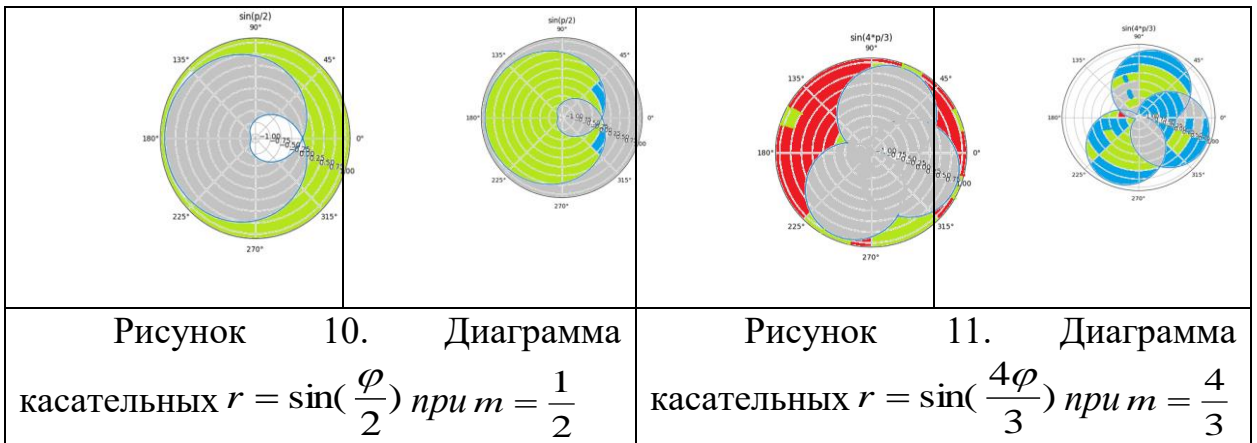 sin(p/2)
90°
135° 45°
180° 0°
225° 315°
270°
sin(p/2)
90°
135° 45°
180° 0°
225° 315°
270°
sin(4*p/3)
90°
135° 45°
180° 0°
225° 315°
270°
sin(4*p/3)
90°
135° 45°
180° 0°
225° 315°
270°
Рисунок 10. Диаграмма
касательных r = sin(φ/2) при m = 1/2
Рисунок 11. Диаграмма
касательных r = sin(4φ/3) при m = 4/3